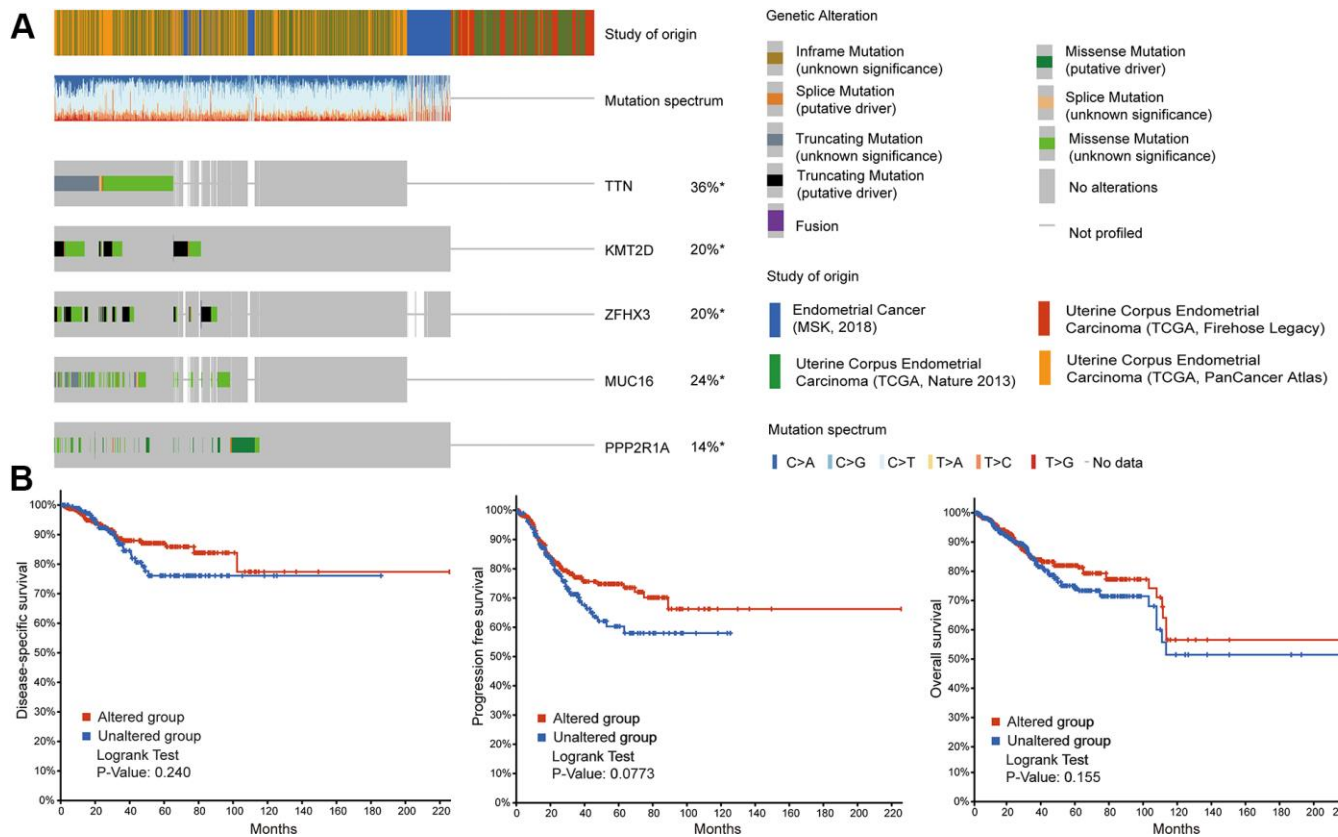 A
Study of origin
Mutation spectrum
TTN 36%*
KMT2D 20%*
ZFHX3 20%*
MUC16 24%*
PPP2R1A 14%*
Genetic Alteration
Inframe Mutation
(unknown significance)
Splice Mutation
(putative driver)
Truncating Mutation
(unknown significance)
Truncating Mutation
(putative driver)
Fusion
Missense Mutation
(putative driver)
Splice Mutation
(unknown significance)
Missense Mutation
(unknown significance)
No alterations
Not profiled
Study of origin
Endometrial Cancer
(MSK, 2018)
Uterine Corpus Endometrial
Carcinoma (TCGA, Nature 2013)
Uterine Corpus Endometrial
Carcinoma (TCGA, Firehose Legacy)
Uterine Corpus Endometrial
Carcinoma (TCGA, PanCancer Atlas)
Mutation spectrum
C>A C>G C>T T>A T>C T>G - No data
B
Disease-specific survival
100%
90%
80%
70%
60%
50%
40%
30%
20%
10%
0%
Altered group
Unaltered group
Logrank Test
P-Value: 0.240
0 20 40 60 80 100 120 140 160 180 200 220
Months
Progression free survival
100%
90%
80%
70%
60%
50%
40%
30%
20%
10%
0%
Altered group
Unaltered group
Logrank Test
P-Value: 0.0773
0 20 40 60 80 100 120 140 160 180 200 220
Months
Overall survival
100%
90%
80%
70%
60%
50%
40%
30%
20%
10%
0%
Altered group
Unaltered group
Logrank Test
P-Value: 0.155
0 20 40 60 80 100 120 140 160 180 200
Months